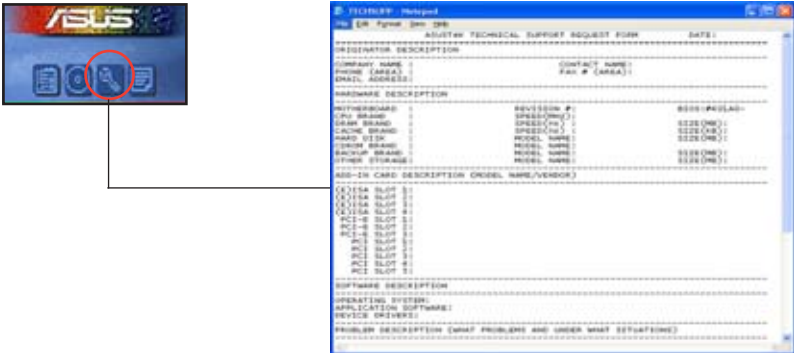 ASUS
TECHSUPP - Notepad
File Edit Format View Help
ASUSTEK TECHNICAL SUPPORT REQUEST FORM DATE:
ORIGINATOR DESCRIPTION
COMPANY NAME : CONTACT NAME:
PHONE (AREA) : FAX # (AREA):
EMAIL ADDRESS:
HARDWARE DESCRIPTION
MOTHERBOARD : REVISION #: BIOS:
CPU BRAND : SPEED(MHz):
DRAM BRAND : SPEED(ns) : SIZE(MB):
CACHE BRAND : SPEED(ns) : SIZE(KB):
HARD DISK : MODEL NAME: SIZE(MB):
CDROM BRAND : MODEL NAME:
BACKUP BRAND : MODEL NAME: SIZE(MB):
OTHER STORAGE: MODEL NAME: SIZE(MB):
ADD-IN CARD DESCRIPTION (MODEL NAME/VENDOR)
(E)ISA SLOT 1:
(E)ISA SLOT 2:
(E)ISA SLOT 3:
(E)ISA SLOT 4:
PCI-E SLOT 1:
PCI-E SLOT 2:
PCI-E SLOT 3:
PCI SLOT 1:
PCI SLOT 2:
PCI SLOT 3:
PCI SLOT 4:
PCI SLOT 5:
SOFTWARE DESCRIPTION
OPERATING SYSTEM:
APPLICATION SOFTWARE:
DEVICE DRIVERS:
PROBLEM DESCRIPTION (WHAT PROBLEMS AND UNDER WHAT SITUATIONS)